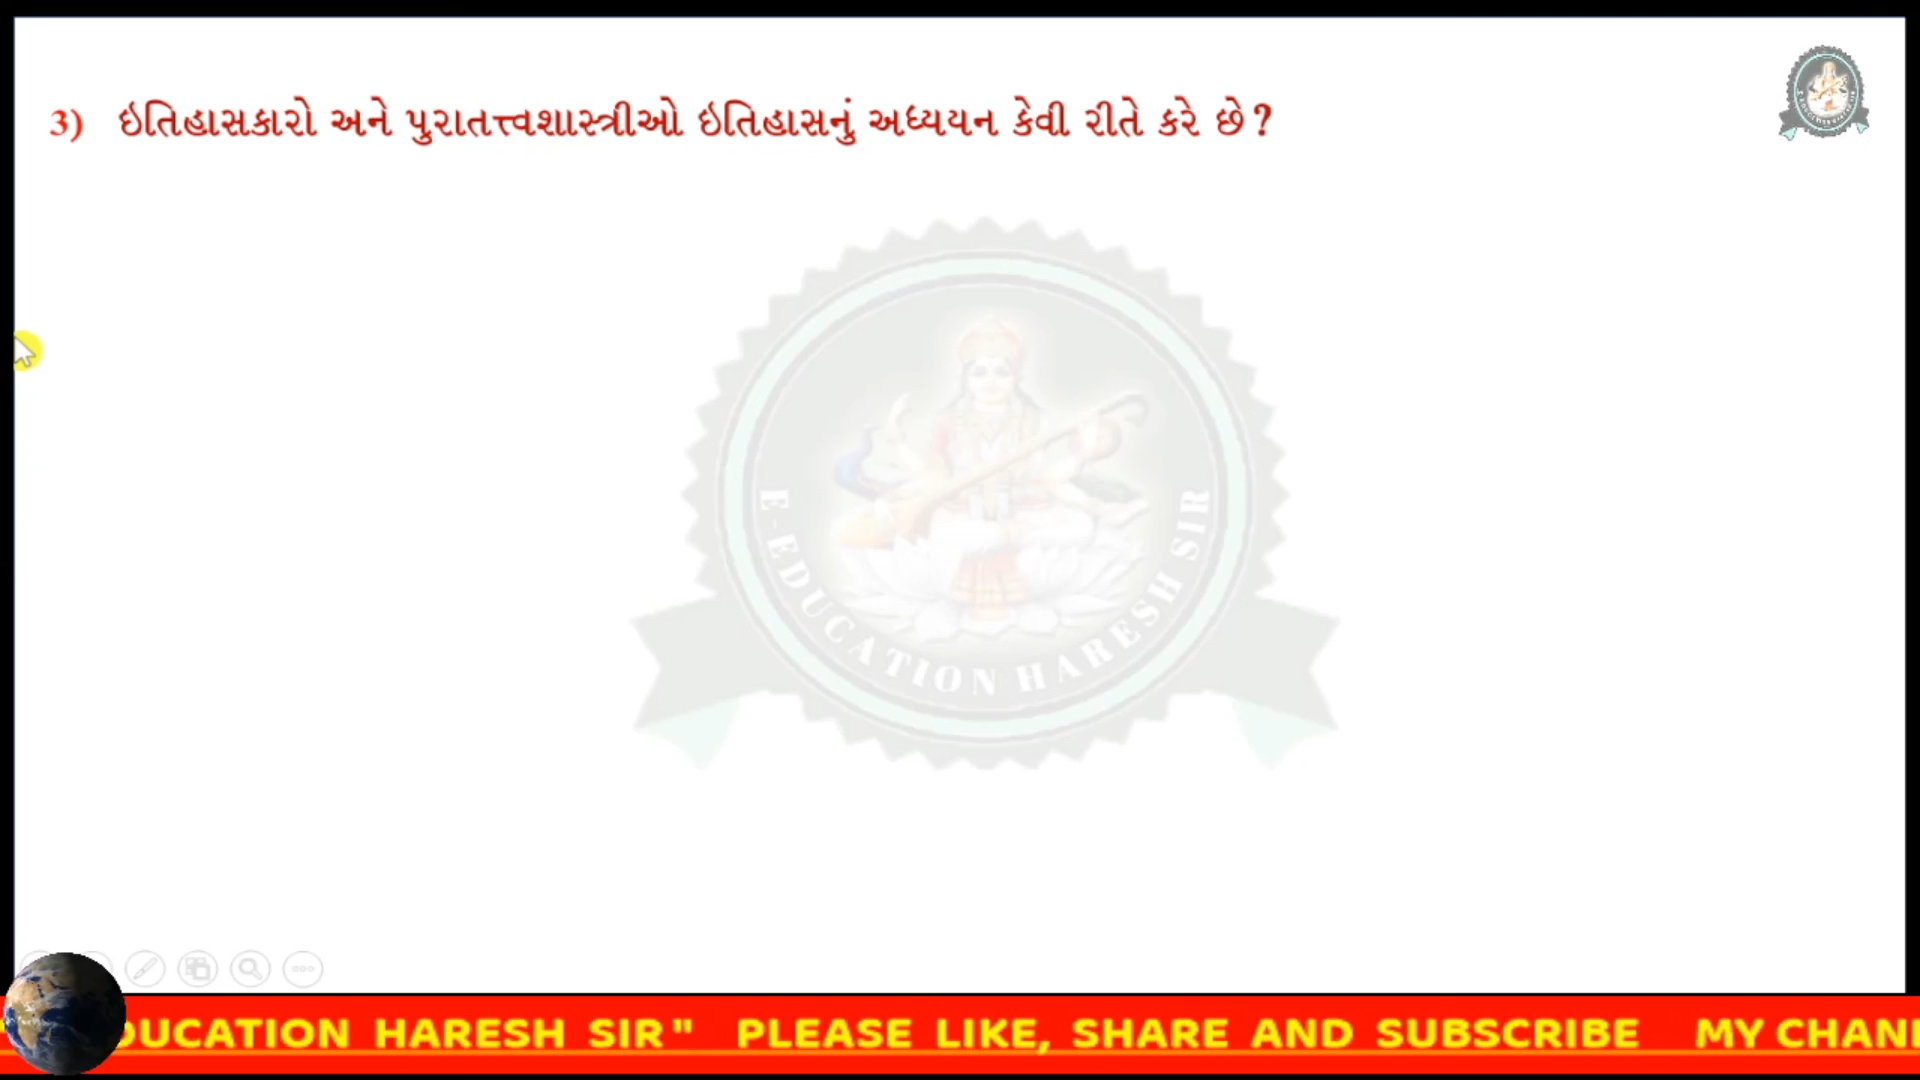 3) ઇતિહાસકારો અને પુરાતત્ત્વશાસ્ત્રીઓ ઇતિહાસનું અધ્યયન કેવી રીતે કરે છે?
E-EDUCATION HARESH SIR
DUCATION HARESH SIR" PLEASE LIKE, SHARE AND SUBSCRIBE MY CHAN